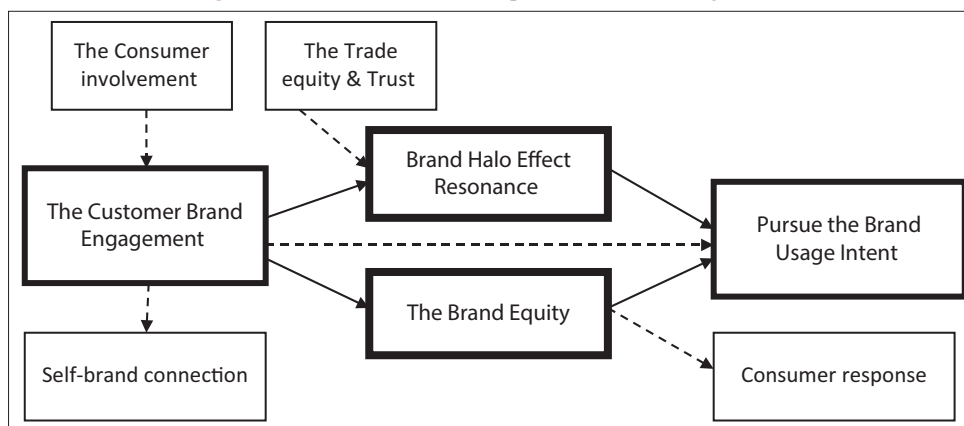 The Consumer
involvement
The Trade
equity & Trust
Brand Halo Effect
Resonance
The Customer Brand
Engagement
Pursue the Brand
Usage Intent
The Brand Equity
Self-brand connection
Consumer response